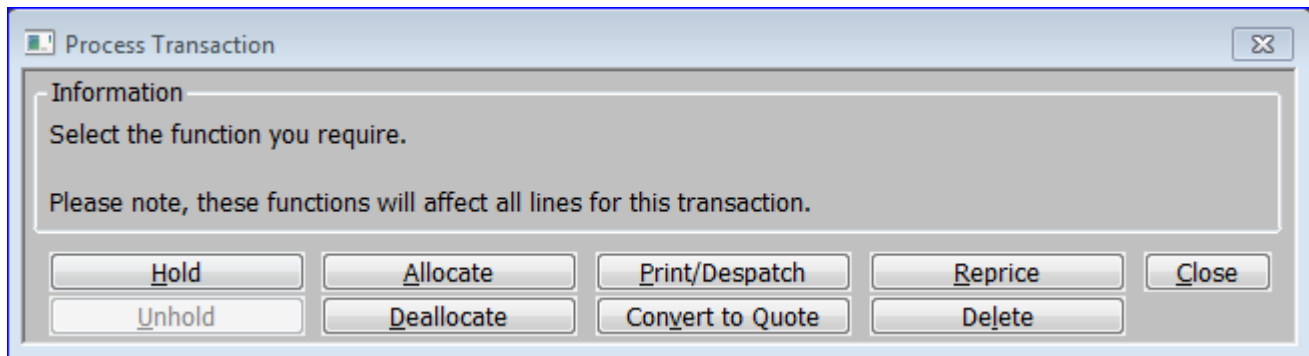 Process Transaction
Information
Select the function you require.
Please note, these functions will affect all lines for this transaction.
Hold Allocate Print/Despatch Reprice Close
Unhold Deallocate Convert to Quote Delete